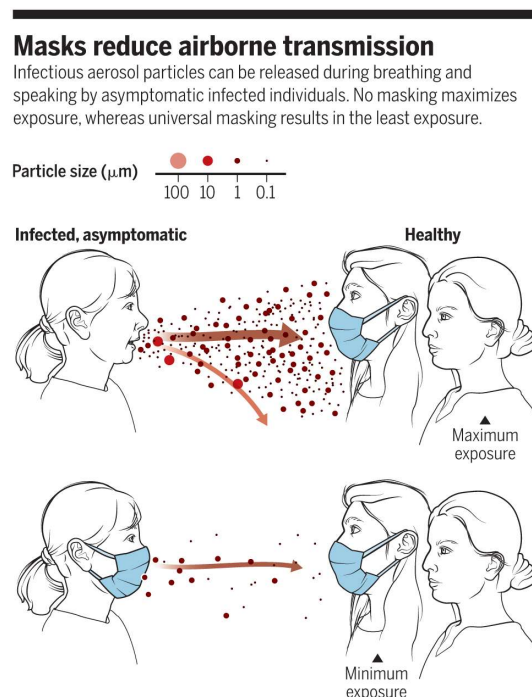 Masks reduce airborne transmission
Infectious aerosol particles can be released during breathing and
speaking by asymptomatic infected individuals. No masking maximizes
exposure, whereas universal masking results in the least exposure.
Particle size (μm)
100 10 1 0.1
Infected, asymptomatic
Healthy
Maximum
exposure
Minimum
exposure